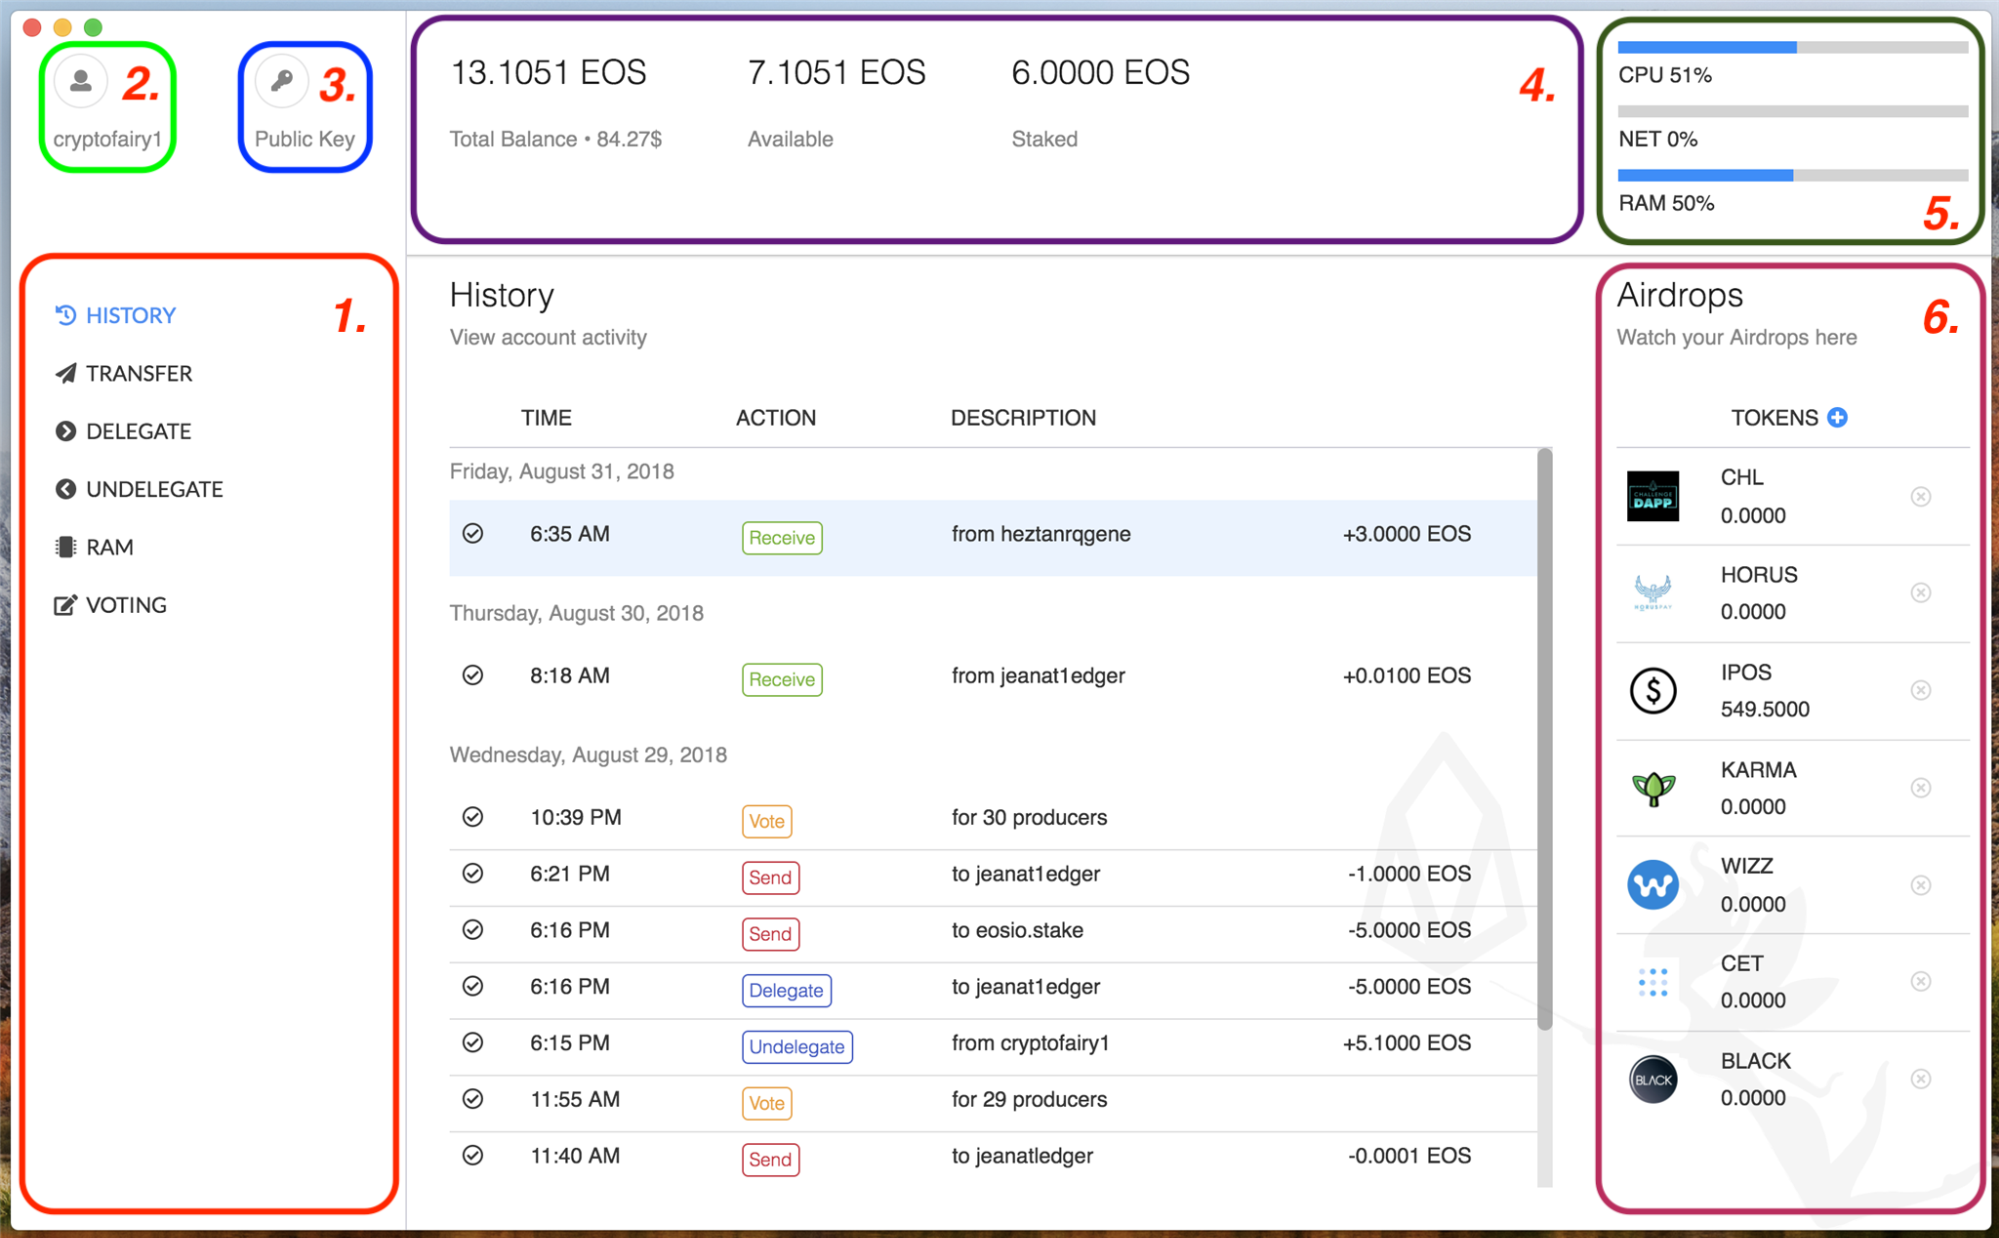 2.
cryptofairy1
3.
Public Key
13.1051 EOS
Total Balance • 84.27$
7.1051 EOS
Available
6.0000 EOS
Staked
4.
CPU 51%
NET 0%
RAM 50%
5.
1.
HISTORY
TRANSFER
DELEGATE
UNDELEGATE
RAM
VOTING
History
View account activity
TIME ACTION DESCRIPTION
Friday, August 31, 2018
6:35 AM Receive from heztanrqgene +3.0000 EOS
Thursday, August 30, 2018
8:18 AM Receive from jeanat1edger +0.0100 EOS
Wednesday, August 29, 2018
10:39 PM Vote for 30 producers
6:21 PM Send to jeanat1edger -1.0000 EOS
6:16 PM Send to eosio.stake -5.0000 EOS
6:16 PM Delegate to jeanat1edger -5.0000 EOS
6:15 PM Undelegate from cryptofairy1 +5.1000 EOS
11:55 AM Vote for 29 producers
11:40 AM Send to jeanatledger -0.0001 EOS
Airdrops
6.
Watch your Airdrops here
TOKENS
CHALLENGE
DAPP
CHL
0.0000
HORUSPAY
HORUS
0.0000
IPOS
549.5000
KARMA
0.0000
WIZZ
0.0000
CET
0.0000
BLACK
BLACK
0.0000